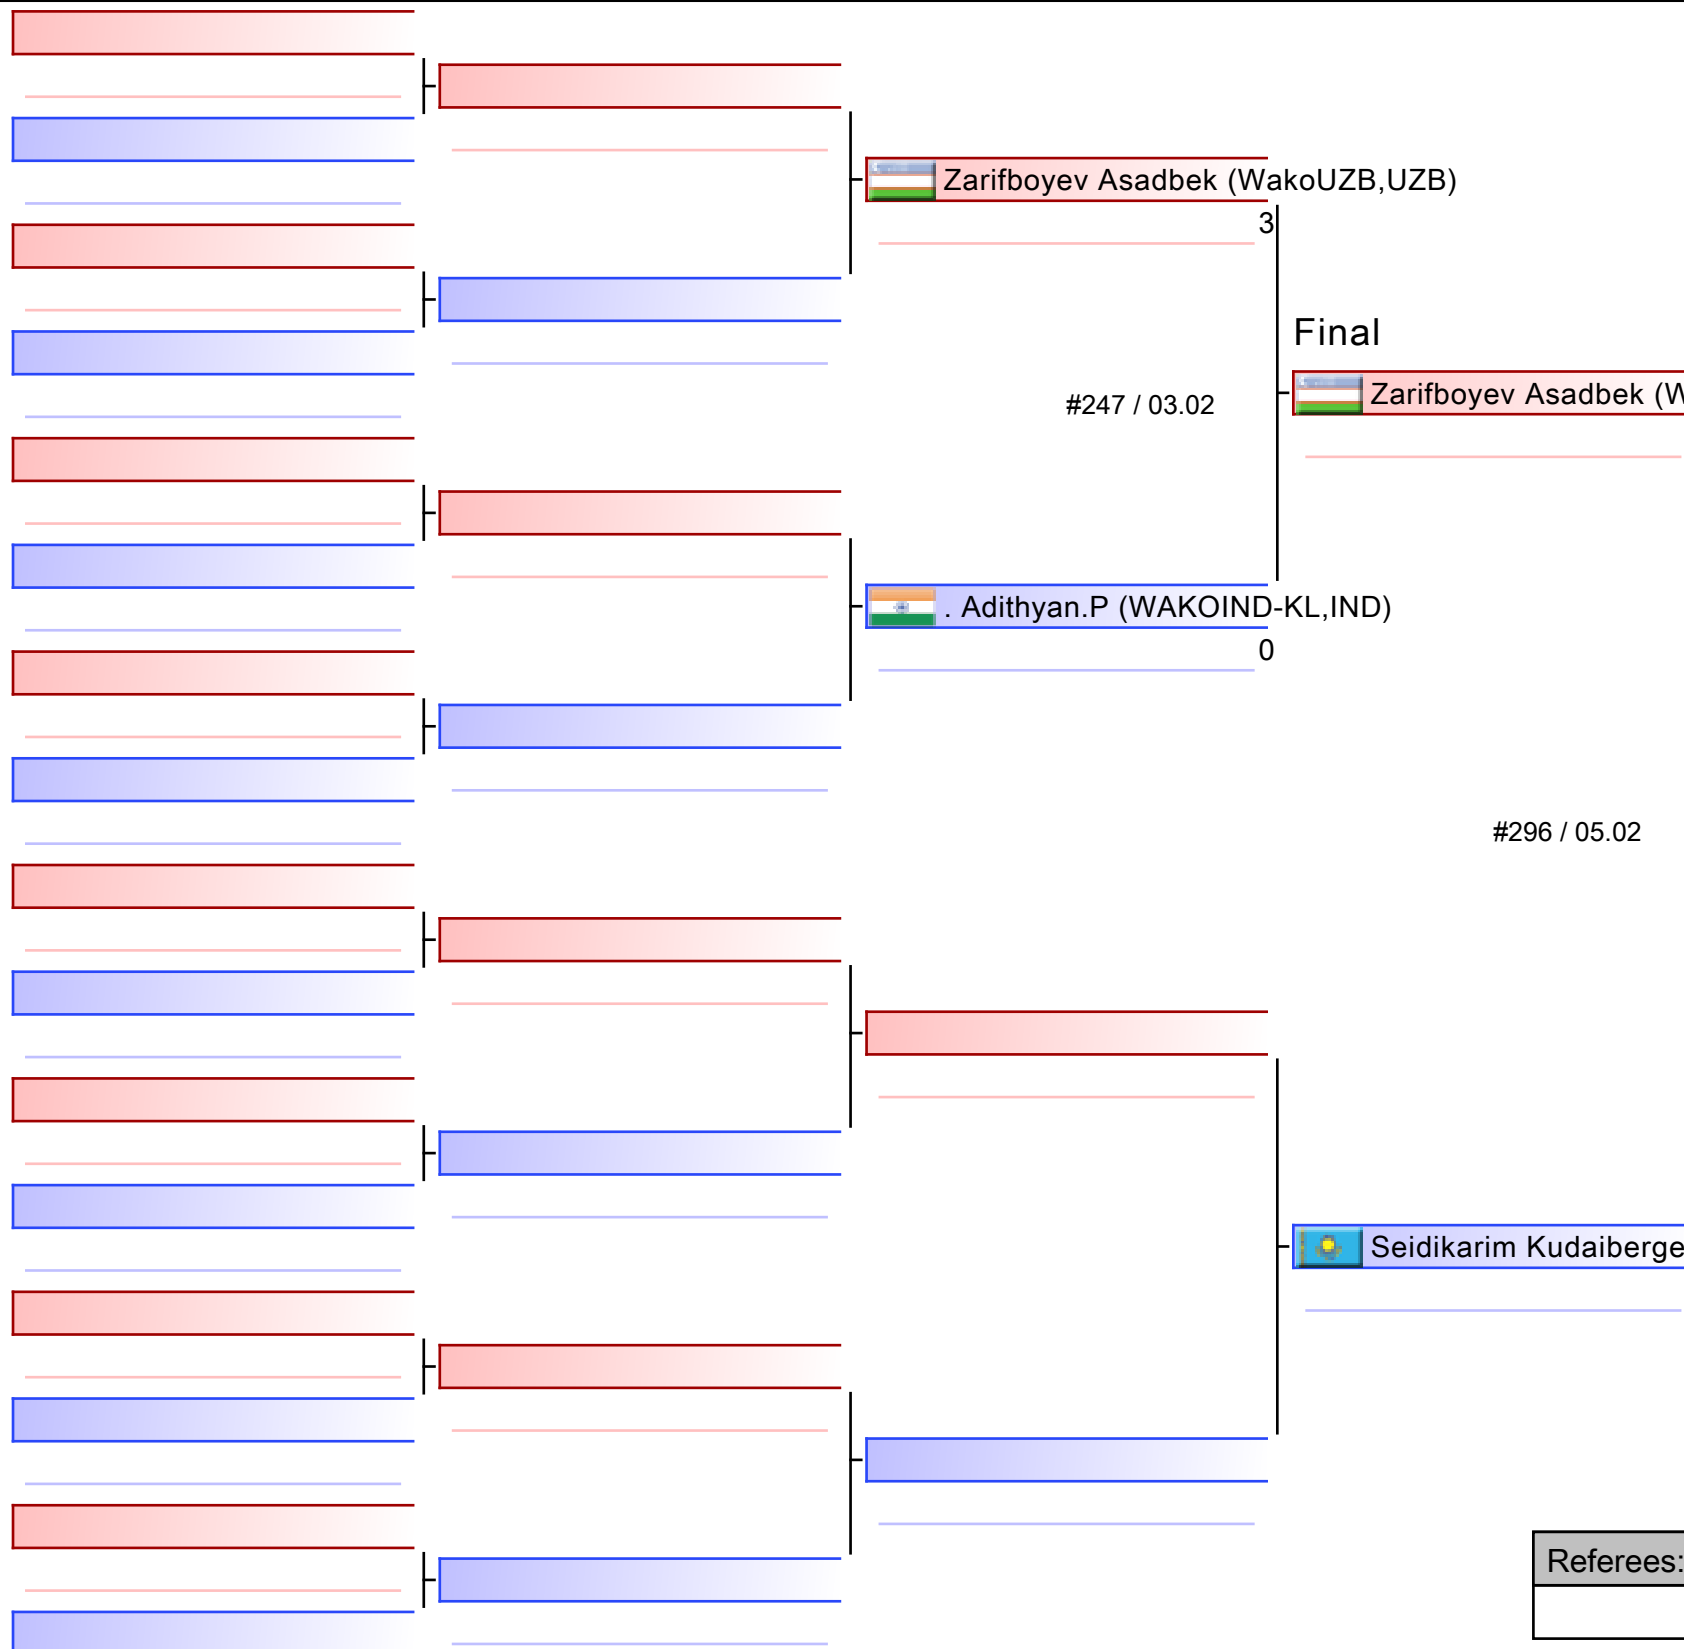 Zarifboyev Asadbek (WakoUZB,UZB)
3
Final
Zarifboyev Asadbek (W
#247 / 03.02
. Adithyan.P (WAKOIND-KL,IND)
0
#296 / 05.02
Seidikarim Kudaiberge
Referees: